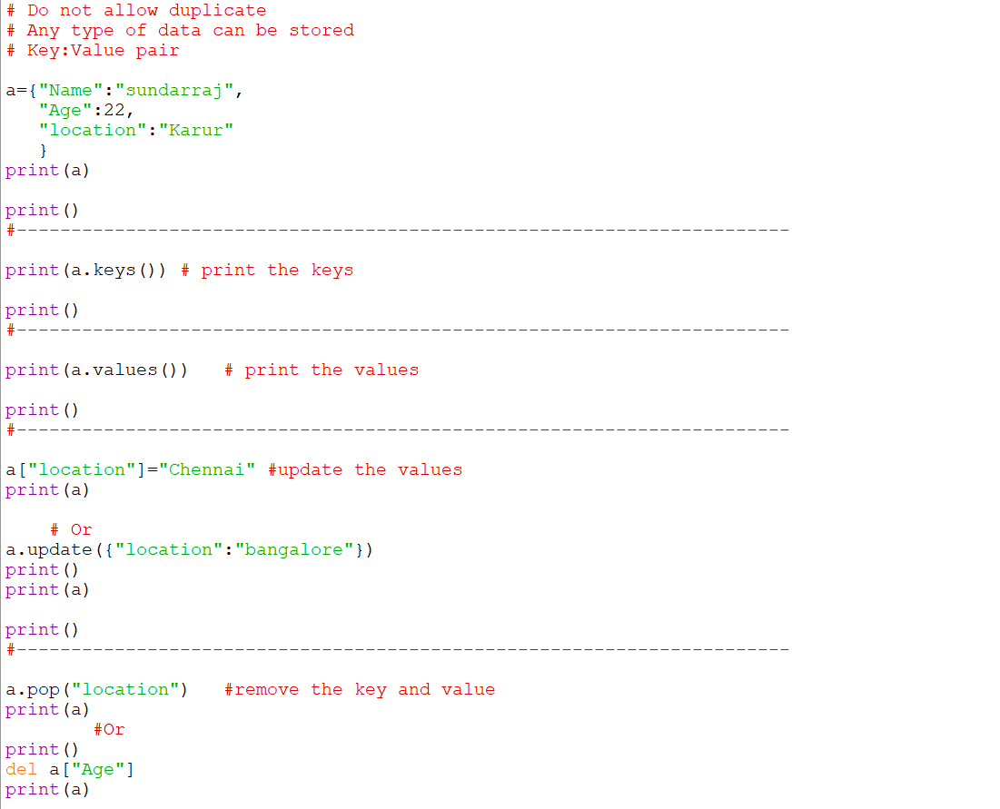 # Do not allow duplicate
# Any type of data can be stored
# Key:Value pair

a={"Name":"sundarraj",
   "Age":22,
   "location":"Karur"
   }
print(a)

print()
#-----------------------------------------------------------------------

print(a.keys()) # print the keys

print()
#-----------------------------------------------------------------------

print(a.values())   # print the values

print()
#-----------------------------------------------------------------------

a["location"]="Chennai" #update the values
print(a)

    # Or
a.update({"location":"bangalore"})
print()
print(a)

print()
#-----------------------------------------------------------------------

a.pop("location")   #remove the key and value
print(a)
        #Or
print()
del a["Age"]
print(a)